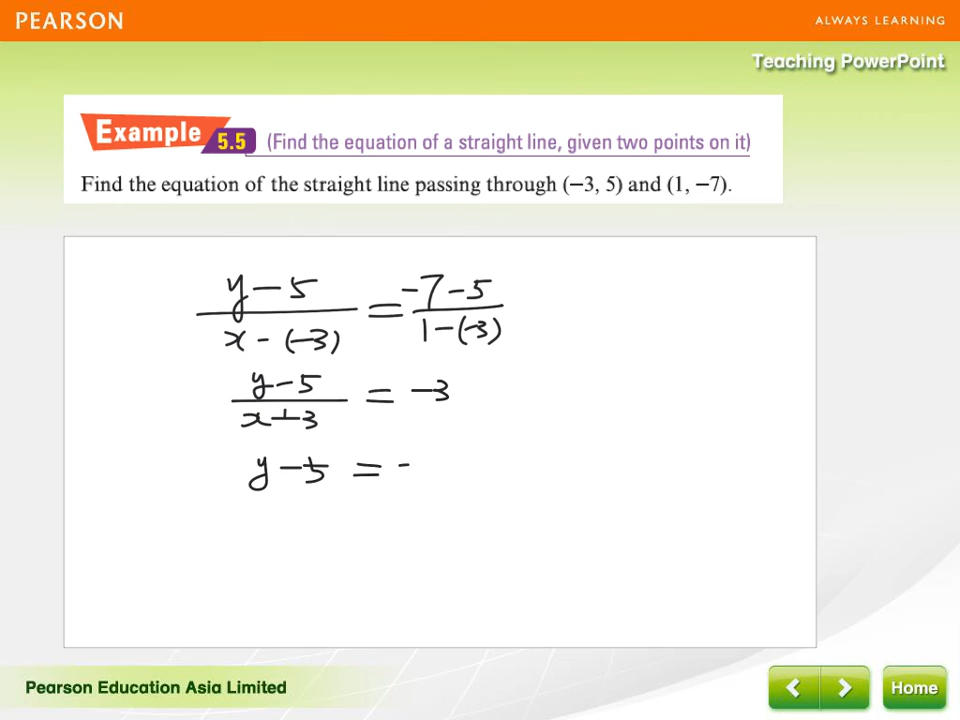 PEARSON
ALWAYS LEARNING
Teaching PowerPoint
Example 5.5 (Find the equation of a straight line, given two points on it)
Find the equation of the straight line passing through (−3, 5) and (1, −7).
y − 5 / x − (−3) = −7 − 5 / 1 − (−3)
y − 5 / x + 3 = −3
y − 5 = −
Pearson Education Asia Limited
Home